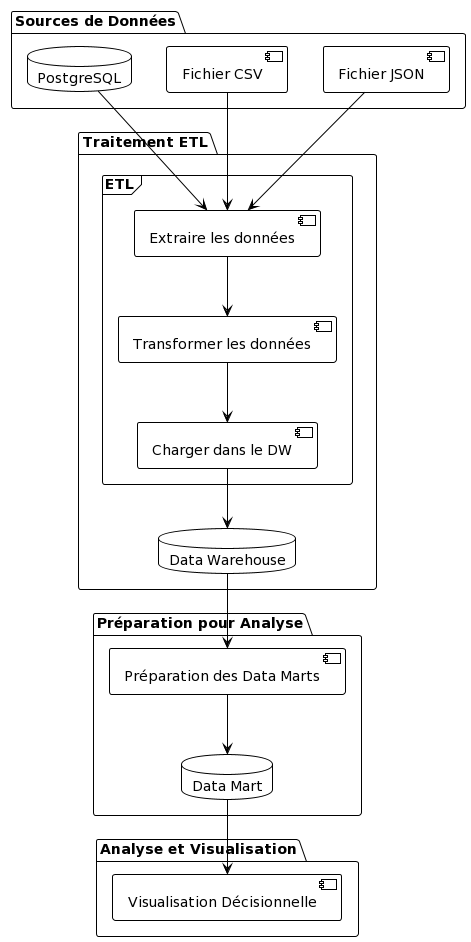 Sources de Données
PostgreSQL
Fichier CSV
Fichier JSON
Traitement ETL
ETL
Extraire les données
Transformer les données
Charger dans le DW
Data Warehouse
Préparation pour Analyse
Préparation des Data Marts
Data Mart
Analyse et Visualisation
Visualisation Décisionnelle